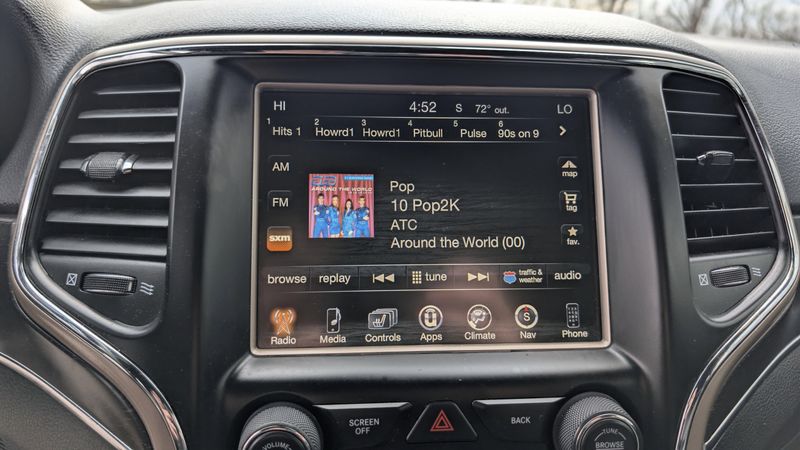 HI 4:52 S 72° out. LO
1 Hits 1 2 Howrd1 3 Howrd1 4 Pitbull 5 Pulse 6 90s on 9
AM
map
Pop
FM
10 Pop2K
tag
AROUND THE WORLD
ATC
sxm
Around the World (00)
fav.
browse replay tune traffic & weather audio
Radio Media Controls Apps Climate Nav Phone
VOLUME SCREEN OFF BACK TUNE BROWSE